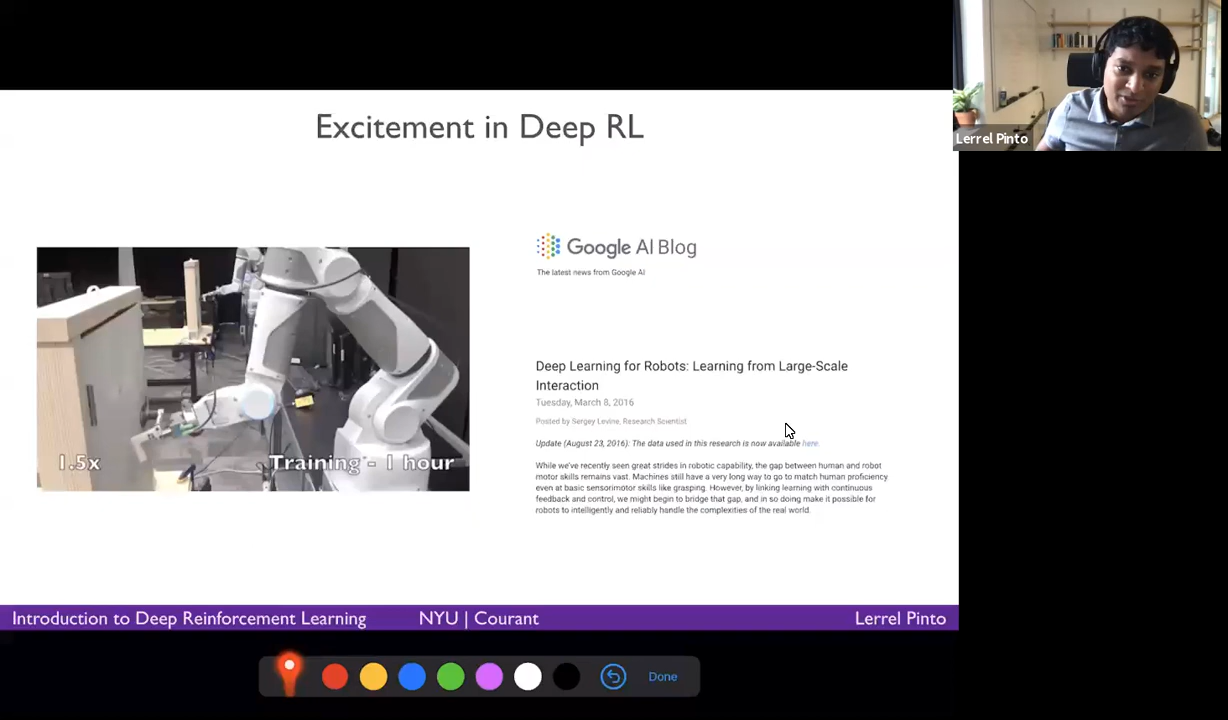 Excitement in Deep RL
Lerrel Pinto
1.5x
Training - 1 hour
Google AI Blog
The latest news from Google AI
Deep Learning for Robots: Learning from Large-Scale
Interaction
Tuesday, March 8, 2016
Posted by Sergey Levine, Research Scientist
Update (August 23, 2016): The data used in this research is now available here.
While we've recently seen great strides in robotic capability, the gap between human and robot
motor skills remains vast. Machines still have a very long way to go to match human proficiency
even at basic sensorimotor skills like grasping. However, by linking learning with continuous
feedback and control, we might begin to bridge that gap, and in so doing make it possible for
robots to intelligently and reliably handle the complexities of the real world.
Introduction to Deep Reinforcement Learning NYU | Courant Lerrel Pinto
Done